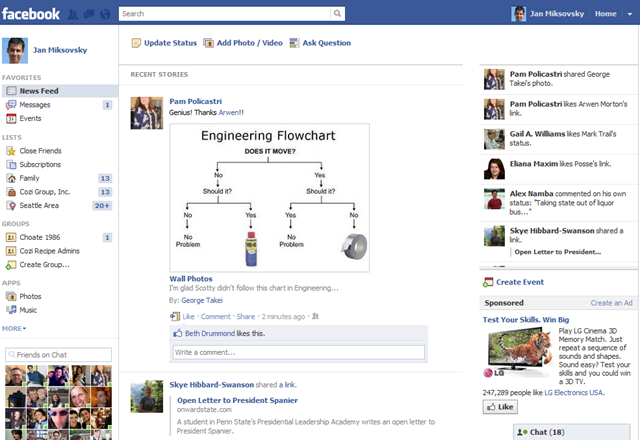 facebook
Search
Jan Miksovsky
Home
Jan Miksovsky
FAVORITES
News Feed
Messages 1
Events
LISTS
Close Friends
Subscriptions
Family 13
Cozi Group, Inc. 13
Seattle Area 20+
GROUPS
Choate 1986 1
Cozi Recipe Admins
Create Group...
APPS
Photos
Music
MORE
Friends on Chat
Update Status
Add Photo / Video
Ask Question
RECENT STORIES
Pam Policastri
Genius! Thanks Arwen!!
Engineering Flowchart
DOES IT MOVE?
No Yes
Should it? Should it?
No Yes No Yes
No Problem
No Problem
WD-40
Wall Photos
I'm glad Scotty didn't follow this chart in Engineering...
By: George Takei
Like · Comment · Share · 2 minutes ago ·
Beth Drummond likes this.
Write a comment...
Skye Hibbard-Swanson shared a link.
Open Letter to President Spanier
onwardstate.com
A student in Penn State's Presidential Leadership Academy writes an open letter to
President Spanier.
Pam Policastri shared George
Takei's photo.
Pam Policastri likes Arwen Morton's
link.
Gail A. Williams likes Mark Trail's
status.
Eliana Maxim likes Posse's link.
Alex Namba commented on his own
status: "Taking state out of liquor
bus..."
Skye Hibbard-Swanson shared a
link.
Open Letter to President...
Create Event
Sponsored
Create an Ad
Test Your Skills. Win Big
Play LG Cinema 3D
Memory Match. Just
repeat a sequence of
sounds and shapes.
Sound easy? Test your
skills and you could win
a 3D TV.
LG
247,289 people like LG Electronics USA.
Like
Chat (18)